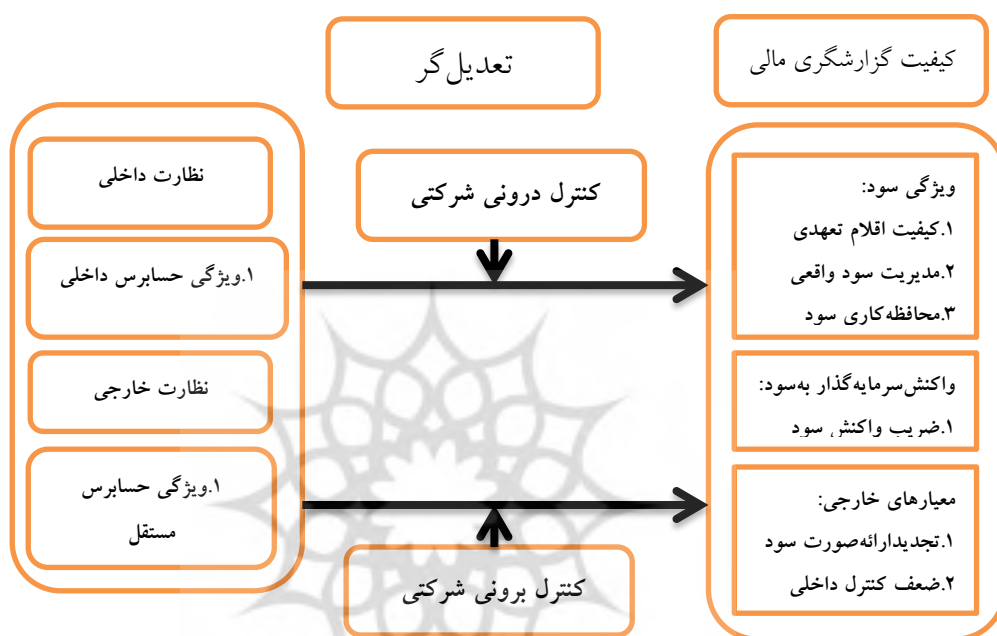 کیفیت گزارشگری مالی
تعدیل‌گر
ویژگی سود:
۱.کیفیت اقلام تعهدی
۲.مدیریت سود واقعی
۳.محافظه‌کاری سود
واکنش‌سرمایه‌گذار به‌سود:
۱.ضریب واکنش سود
معیارهای خارجی:
۱.تجدیدارائه‌صورت سود
۲.ضعف کنترل داخلی
کنترل درونی شرکتی
کنترل برونی شرکتی
نظارت داخلی
۱.ویژگی حسابرس داخلی
نظارت خارجی
۱.ویژگی حسابرس
مستقل